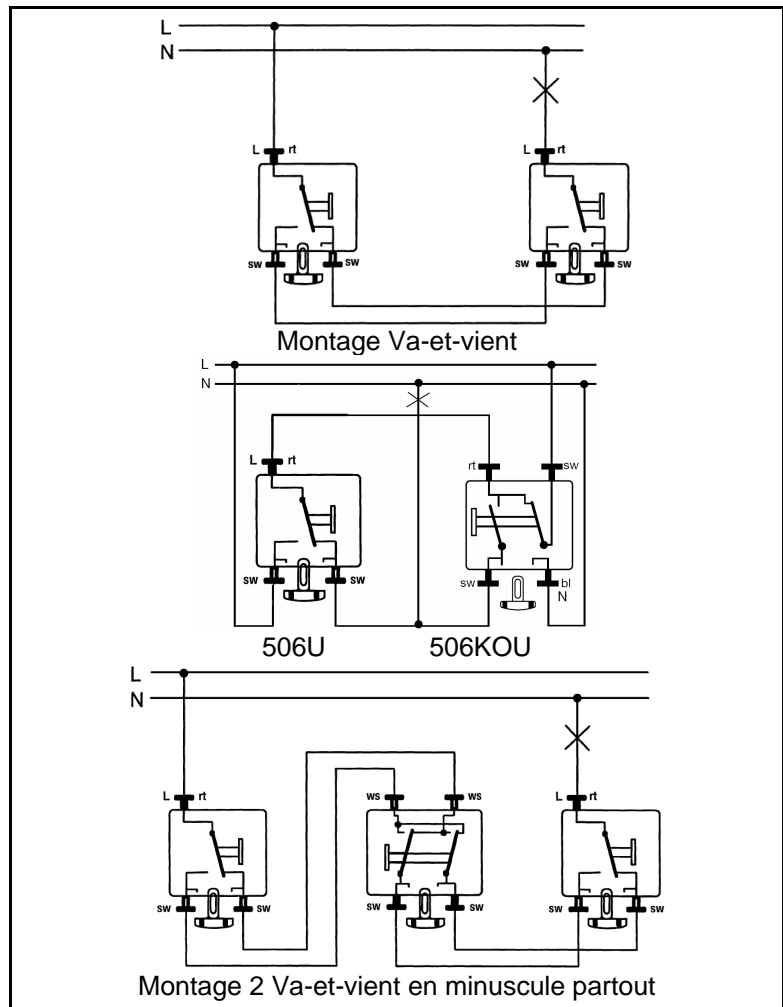 L
N
L rt L rt
sw sw sw sw
Montage Va-et-vient
L
N
L rt rt sw
sw sw sw bl
N
506U 506KOU
L
N
L rt ws ws L rt
sw sw sw sw sw sw
Montage 2 Va-et-vient en minuscule partout